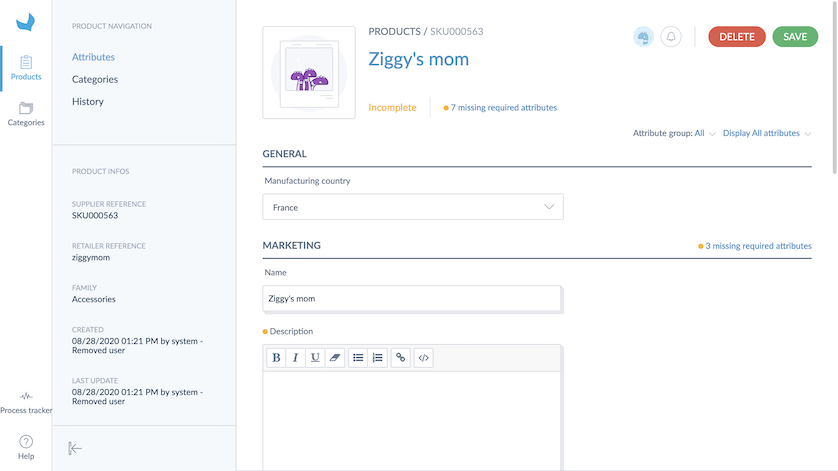 Products
Categories
Process tracker
Help
PRODUCT NAVIGATION
Attributes
Categories
History
PRODUCT INFOS
SUPPLIER REFERENCE
SKU000563
RETAILER REFERENCE
ziggymom
FAMILY
Accessories
CREATED
08/28/2020 01:21 PM by system -
Removed user
LAST UPDATE
08/28/2020 01:21 PM by system -
Removed user
PRODUCTS / SKU000563
Ziggy's mom
Incomplete
7 missing required attributes
DELETE
SAVE
Attribute group: All
Display All attributes
GENERAL
Manufacturing country
France
MARKETING
3 missing required attributes
Name
Ziggy's mom
Description
B I U </>